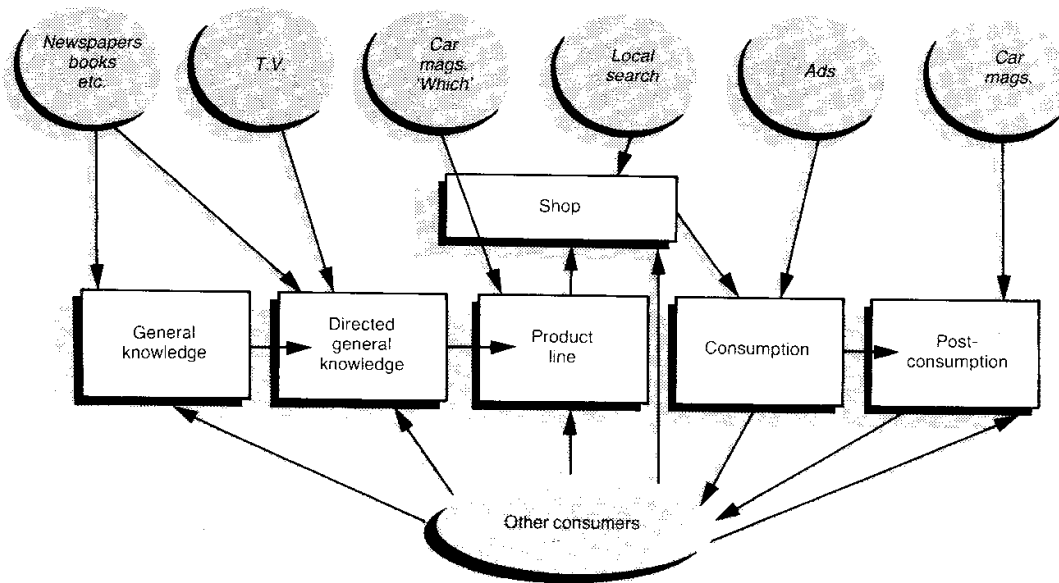 Newspapers
books
etc.
T.V.
Car
mags.
'Which'
Local
search
Ads
Car
mags.
Shop
General
knowledge
Directed
general
knowledge
Product
line
Consumption
Post-
consumption
Other consumers